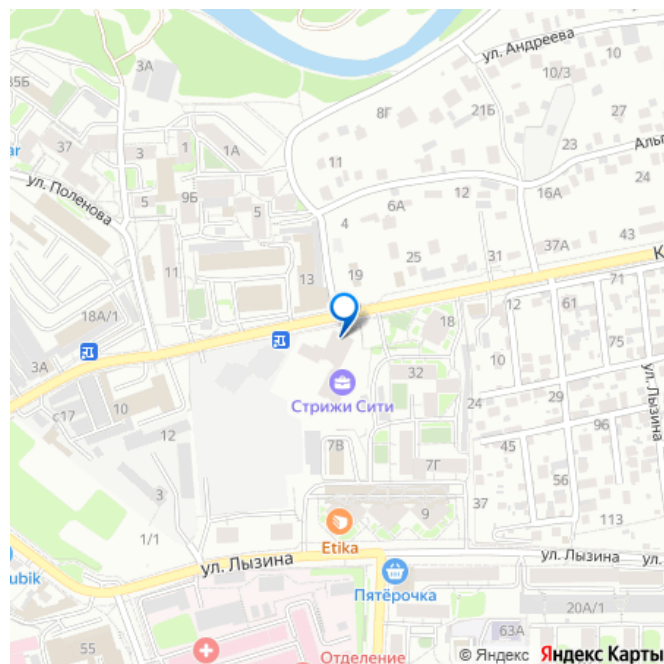 ул. Андреева
10
3А
10/3
35Б
8Г
21Б
27
37
3
1
1А
23
ar
11
Аль
ул. Поленова
5
9Б
5
6А
12
16А
24
4
43
37А
11
25
31
К
13
19
71
18А/1
12
61
18
3А
75
10
32
ул. Лызина
Стрижи Сити
24
29
с17
10
96
12
45
7В
7Г
56
3
37
9
113
1/1
Etika
ул. Лызина
ул. Лызина
ул.
ubik
Пятёрочка
20А/1
63А
55
Отделение
© Яндекс Яндекс Карты